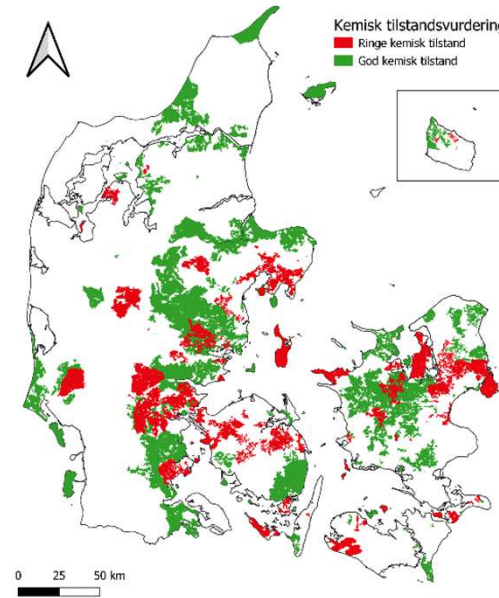 Kemisk tilstandsvurdering
Ringe kemisk tilstand
God kemisk tilstand
0 25 50 km